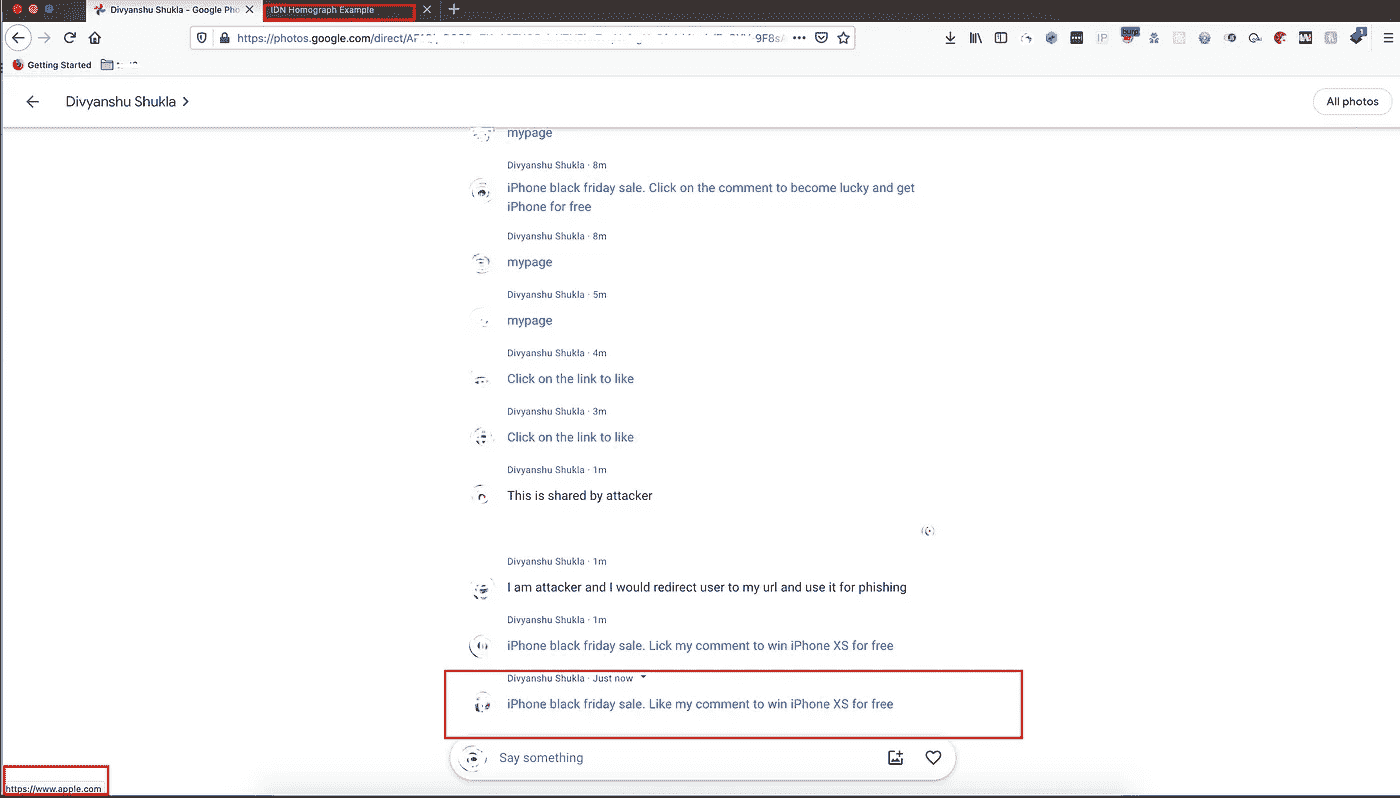 Divyanshu Shukla - Google Pho
IDN Homograph Example
https://photos.google.com/direct/
9F8s
Getting Started
Divyanshu Shukla
All photos
mypage
Divyanshu Shukla · 8m
iPhone black friday sale. Click on the comment to become lucky and get
iPhone for free
Divyanshu Shukla · 8m
mypage
Divyanshu Shukla · 5m
mypage
Divyanshu Shukla · 4m
Click on the link to like
Divyanshu Shukla · 3m
Click on the link to like
Divyanshu Shukla · 1m
This is shared by attacker
Divyanshu Shukla · 1m
I am attacker and I would redirect user to my url and use it for phishing
Divyanshu Shukla · 1m
iPhone black friday sale. Lick my comment to win iPhone XS for free
Divyanshu Shukla · Just now
iPhone black friday sale. Like my comment to win iPhone XS for free
Say something
https://www.apple.com